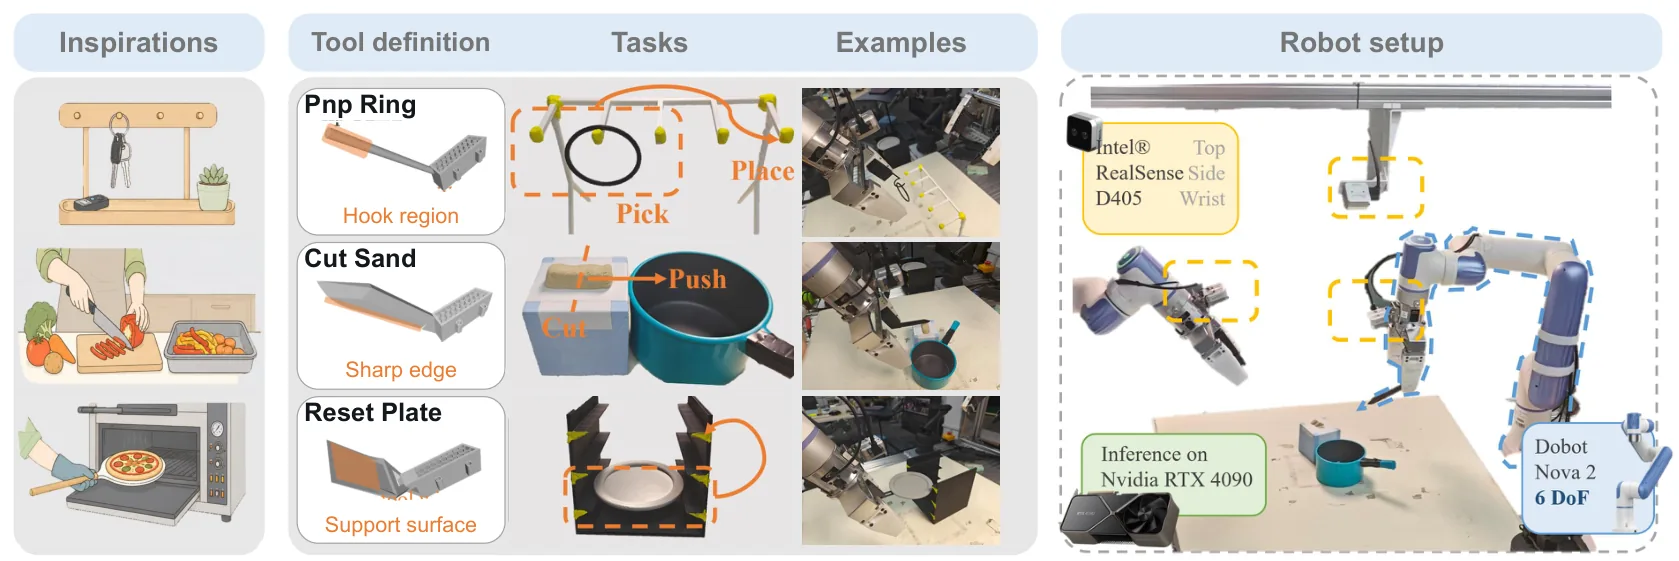 Inspirations
Tool definition
Tasks
Examples
Robot setup
Pnp Ring
Hook region
Pick
Place
Cut Sand
Sharp edge
Cut
Push
Reset Plate
Support surface
Intel® Top
RealSense Side
D405 Wrist
Inference on
Nvidia RTX 4090
Dobot
Nova 2
6 DoF